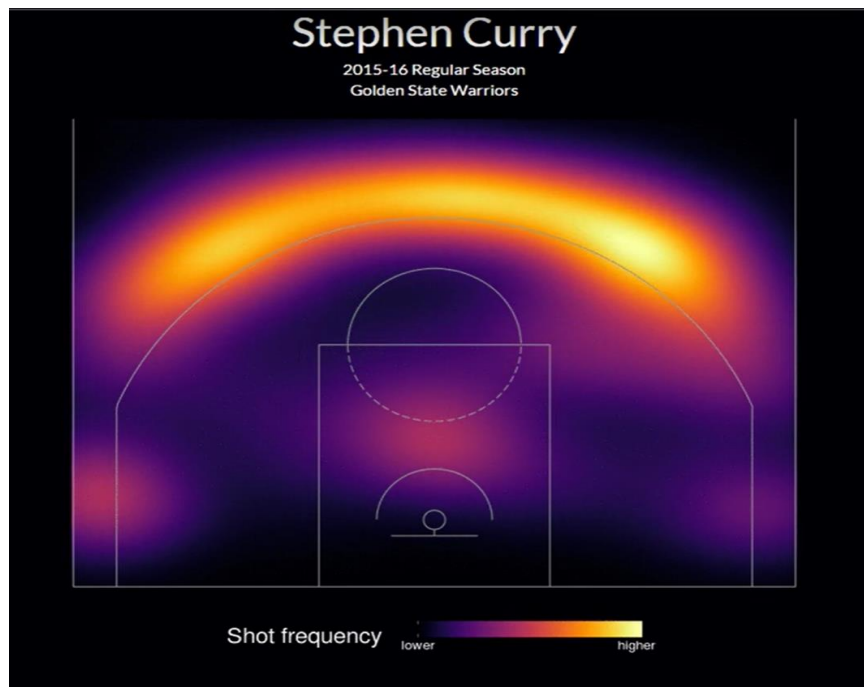 Stephen Curry
2015-16 Regular Season
Golden State Warriors
Shot frequency
lower
higher